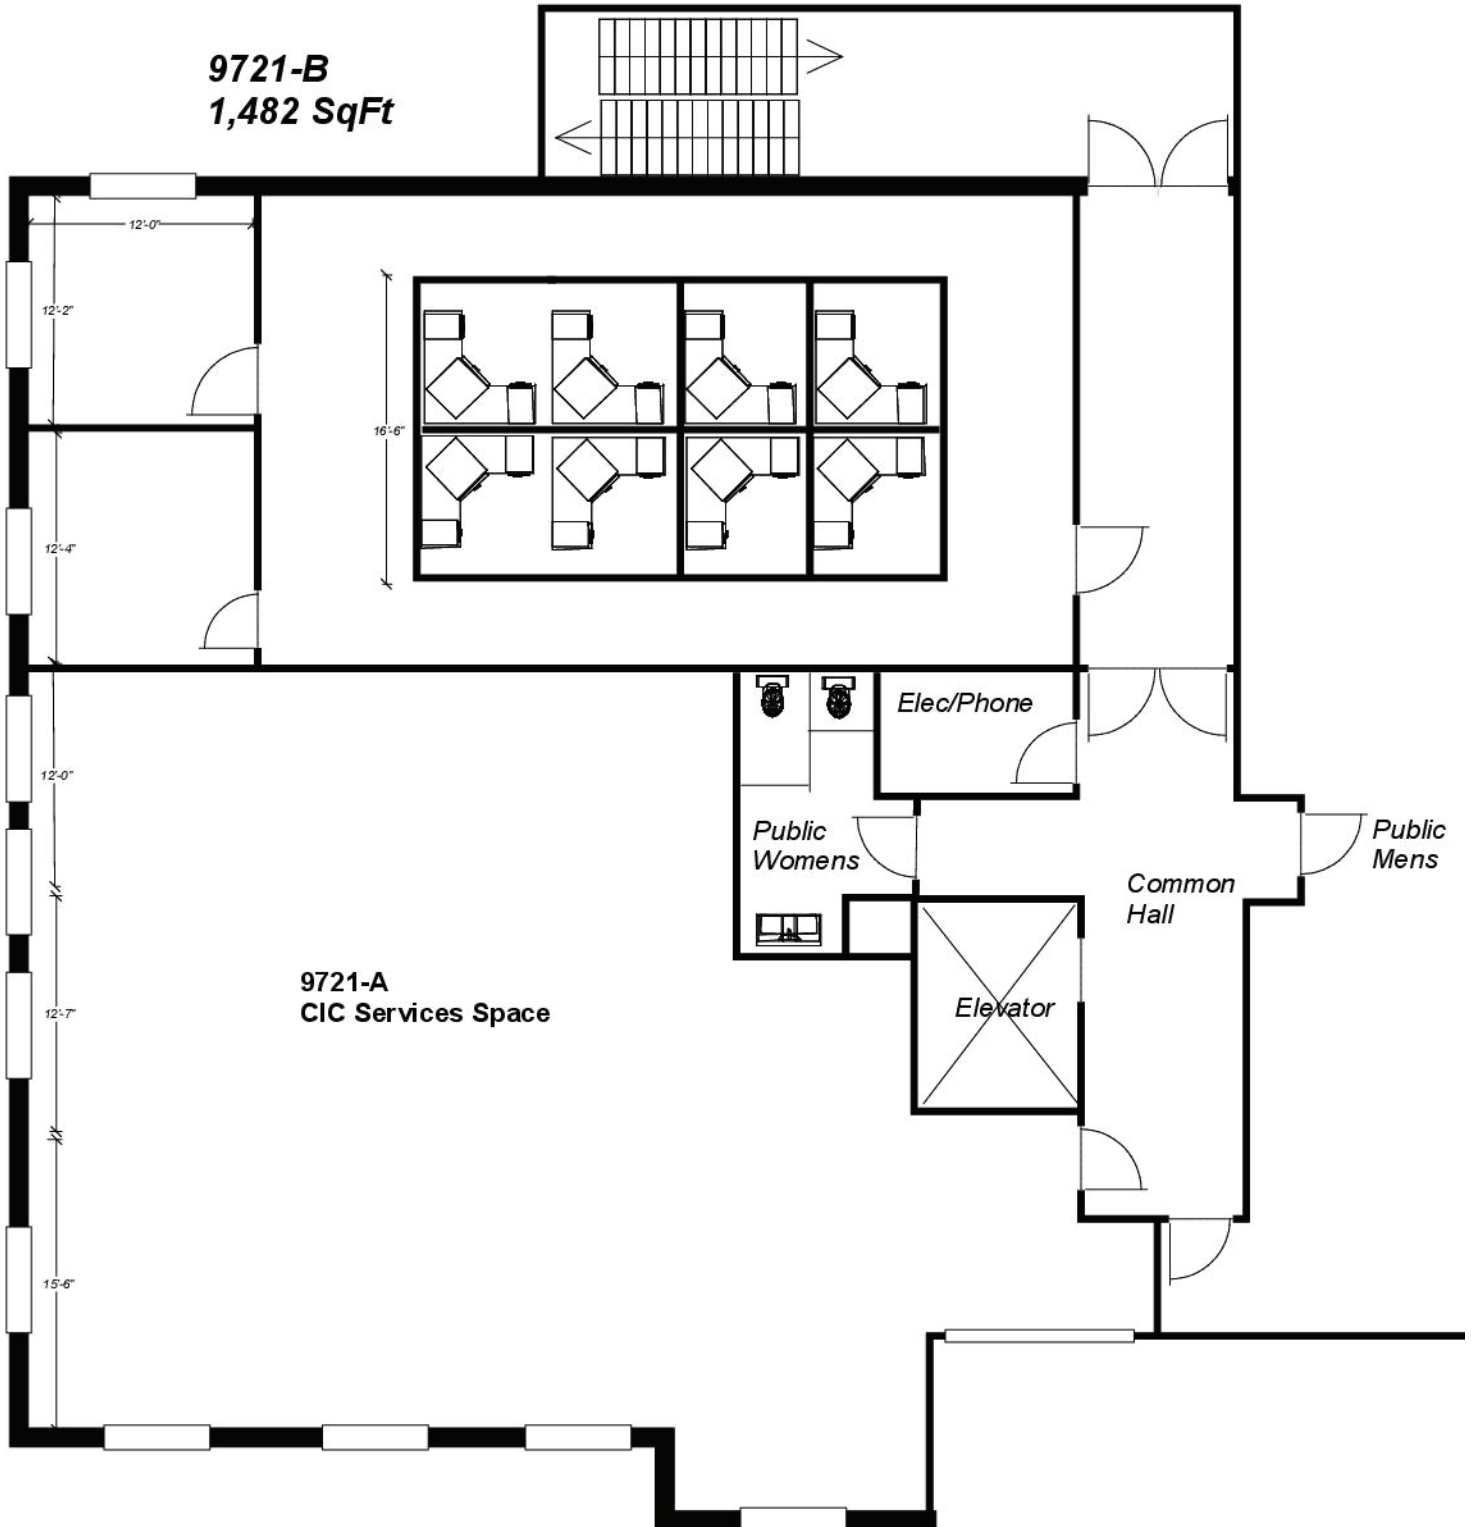 9721-B
1,482 SqFt
12'-0"
12'-2"
16'-6"
12'-4"
Elec/Phone
12'-0"
Public
Womens
Public
Mens
Common
Hall
9721-A
CIC Services Space
Elevator
12'-7"
15'-6"